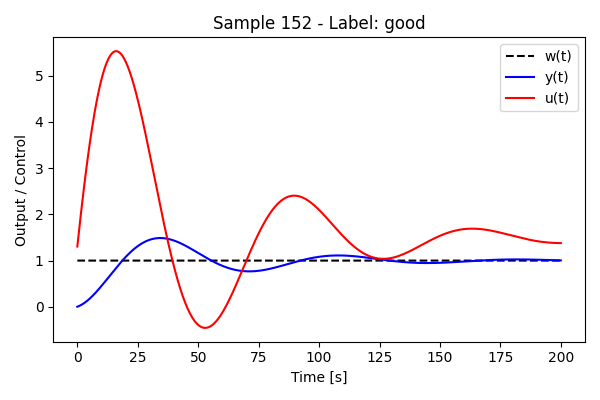 Sample 152 - Label: good
w(t)
y(t)
u(t)
Output / Control
5
4
3
2
1
0
0 25 50 75 100 125 150 175 200
Time [s]